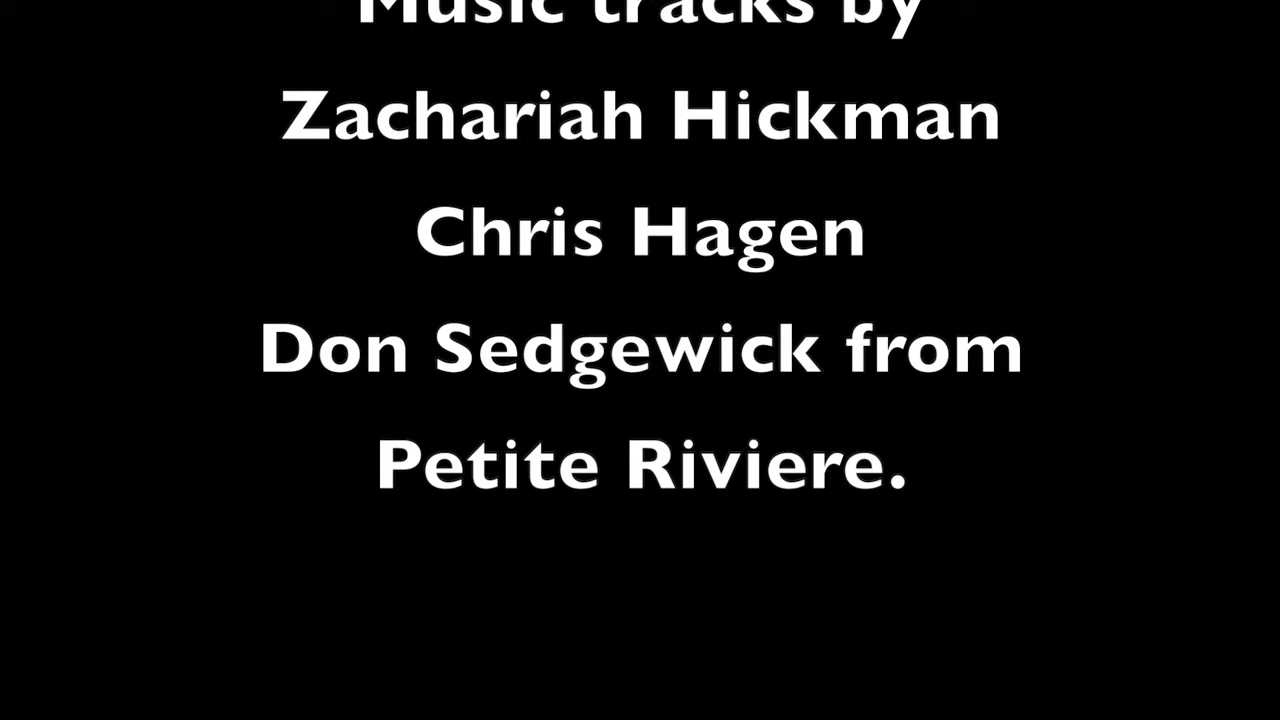 Music tracks by
Zachariah Hickman
Chris Hagen
Don Sedgewick from
Petite Riviere.